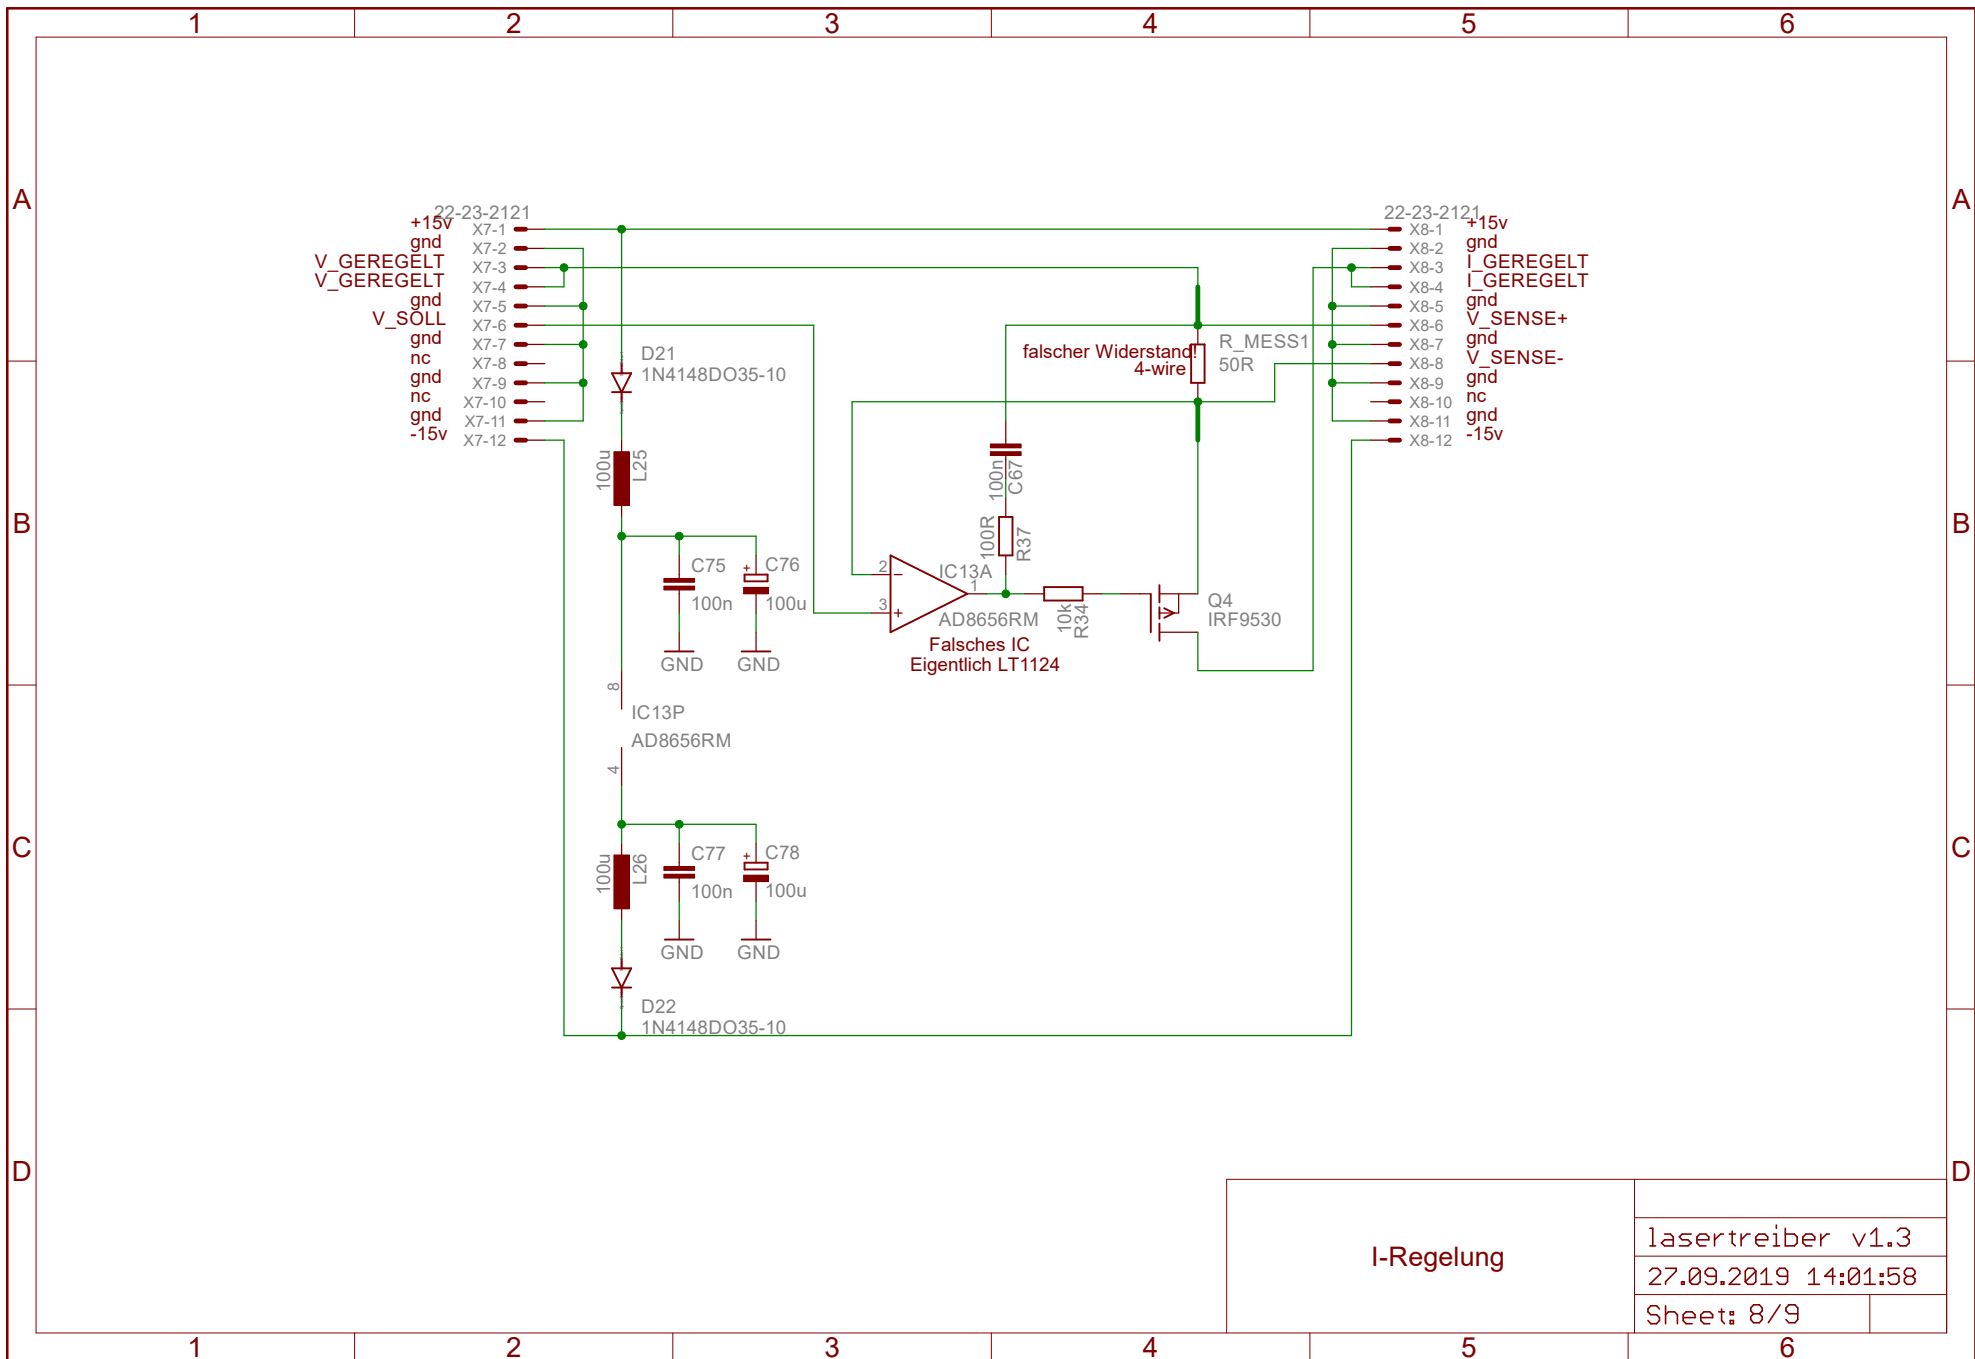 1 2 3 4 5 6
A A
B B
C C
D D
22-23-2121
+15v X7-1
gnd X7-2
V_GEREGELT X7-3
V_GEREGELT X7-4
gnd X7-5
V_SOLL X7-6
gnd X7-7
nc X7-8
gnd X7-9
nc X7-10
gnd X7-11
-15v X7-12
22-23-2121
X8-1 +15v
X8-2 gnd
X8-3 I_GEREGELT
X8-4 I_GEREGELT
X8-5 gnd
X8-6 V_SENSE+
X8-7 gnd
X8-8 V_SENSE-
X8-9 gnd
X8-10 nc
X8-11 gnd
X8-12 -15v
D21
1N4148DO35-10
100u
L25
C75
100n
GND
+
C76
100u
GND
8
IC13P
AD8656RM
4
100u
L26
C77
100n
GND
+
C78
100u
GND
D22
1N4148DO35-10
falscher Widerstand!
4-wire
R_MESS1
50R
100n
C67
100R
R37
2
3
1
IC13A
AD8656RM
Falsches IC
Eigentlich LT1124
10k
R34
Q4
IRF9530
I-Regelung
lasertreiber v1.3
27.09.2019 14:01:58
Sheet: 8/9
1 2 3 4 5 6